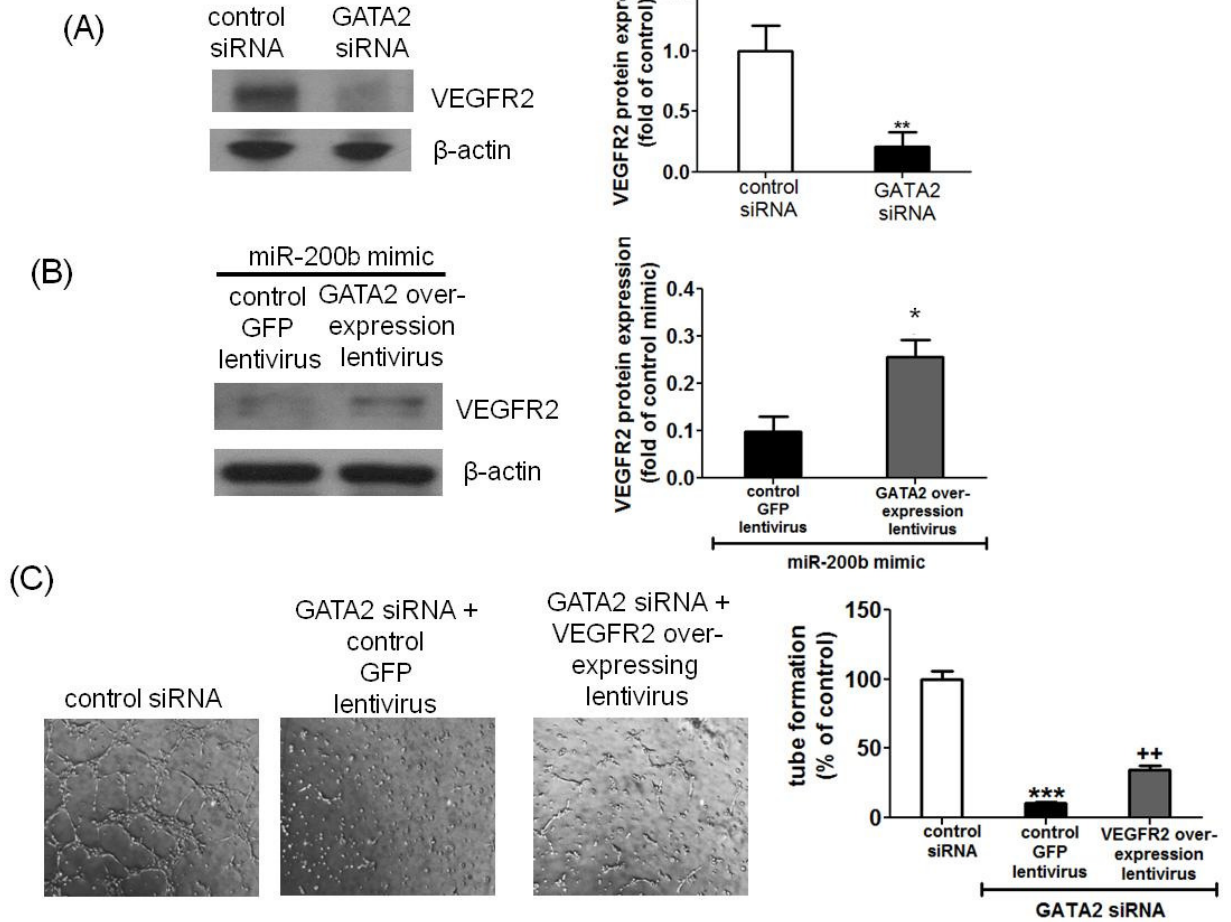 (A)
control
siRNA
GATA2
siRNA
VEGFR2
β-actin
(fold of control)
1.0
0.5
0.0
**
control
siRNA
GATA2
siRNA
(B)
miR-200b mimic
control
GFP
lentivirus
GATA2 over-
expression
lentivirus
VEGFR2
β-actin
VEGFR2 protein expression
(fold of control mimic)
0.4
0.3
0.2
0.1
0.0
*
control
GFP
lentivirus
GATA2 over-
expression
lentivirus
miR-200b mimic
(C)
control siRNA
GATA2 siRNA +
control
GFP
lentivirus
GATA2 siRNA +
VEGFR2 over-
expressing
lentivirus
tube formation
(% of control)
150
100
50
0
***
++
control
siRNA
control
GFP
lentivirus
VEGFR2 over-
expression
lentivirus
GATA2 siRNA